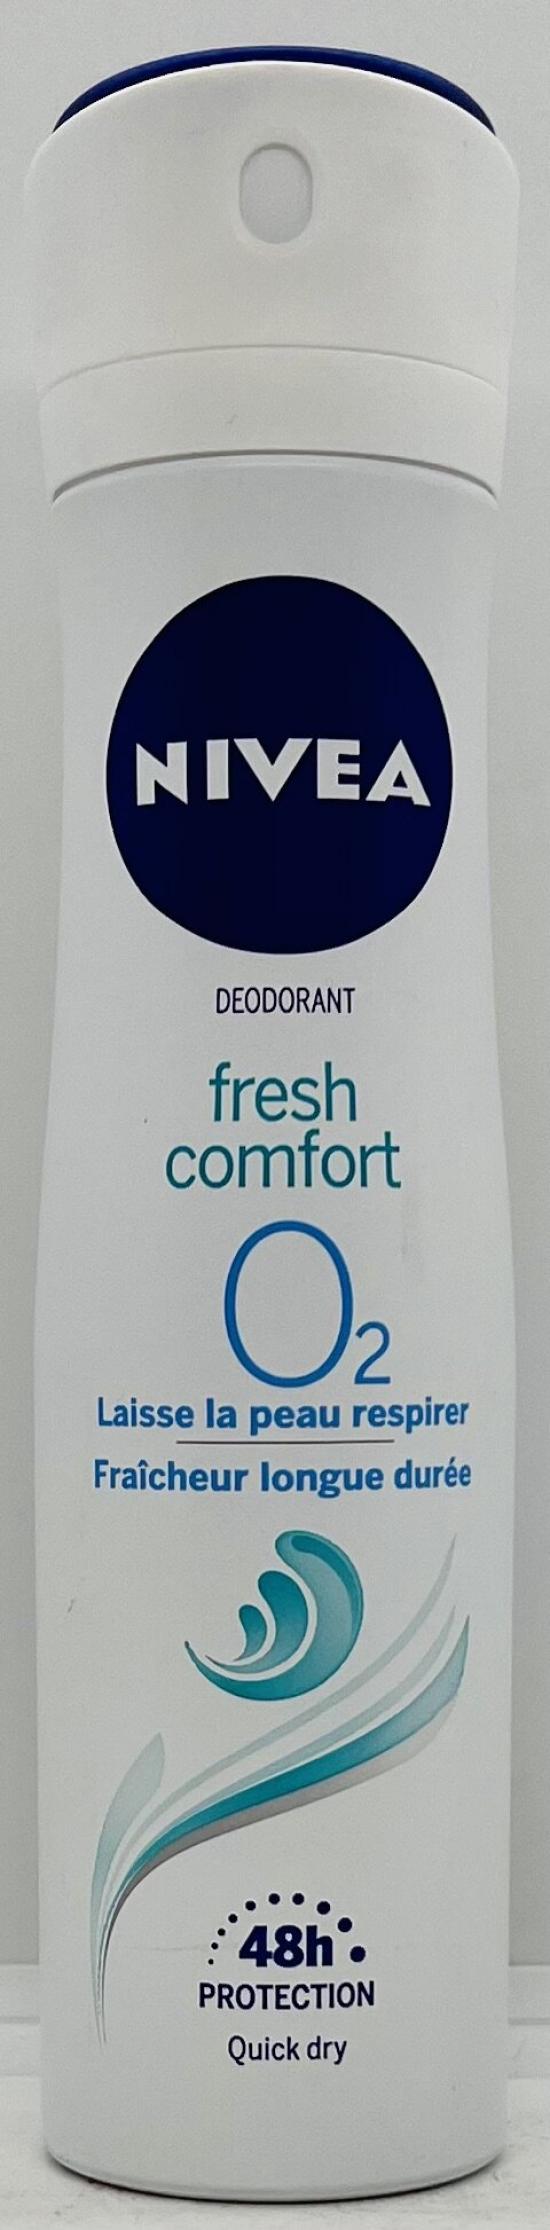 NIVEA
DEODORANT
fresh
comfort
O₂
Laisse la peau respirer
Fraîcheur longue durée
48h
PROTECTION
Quick dry